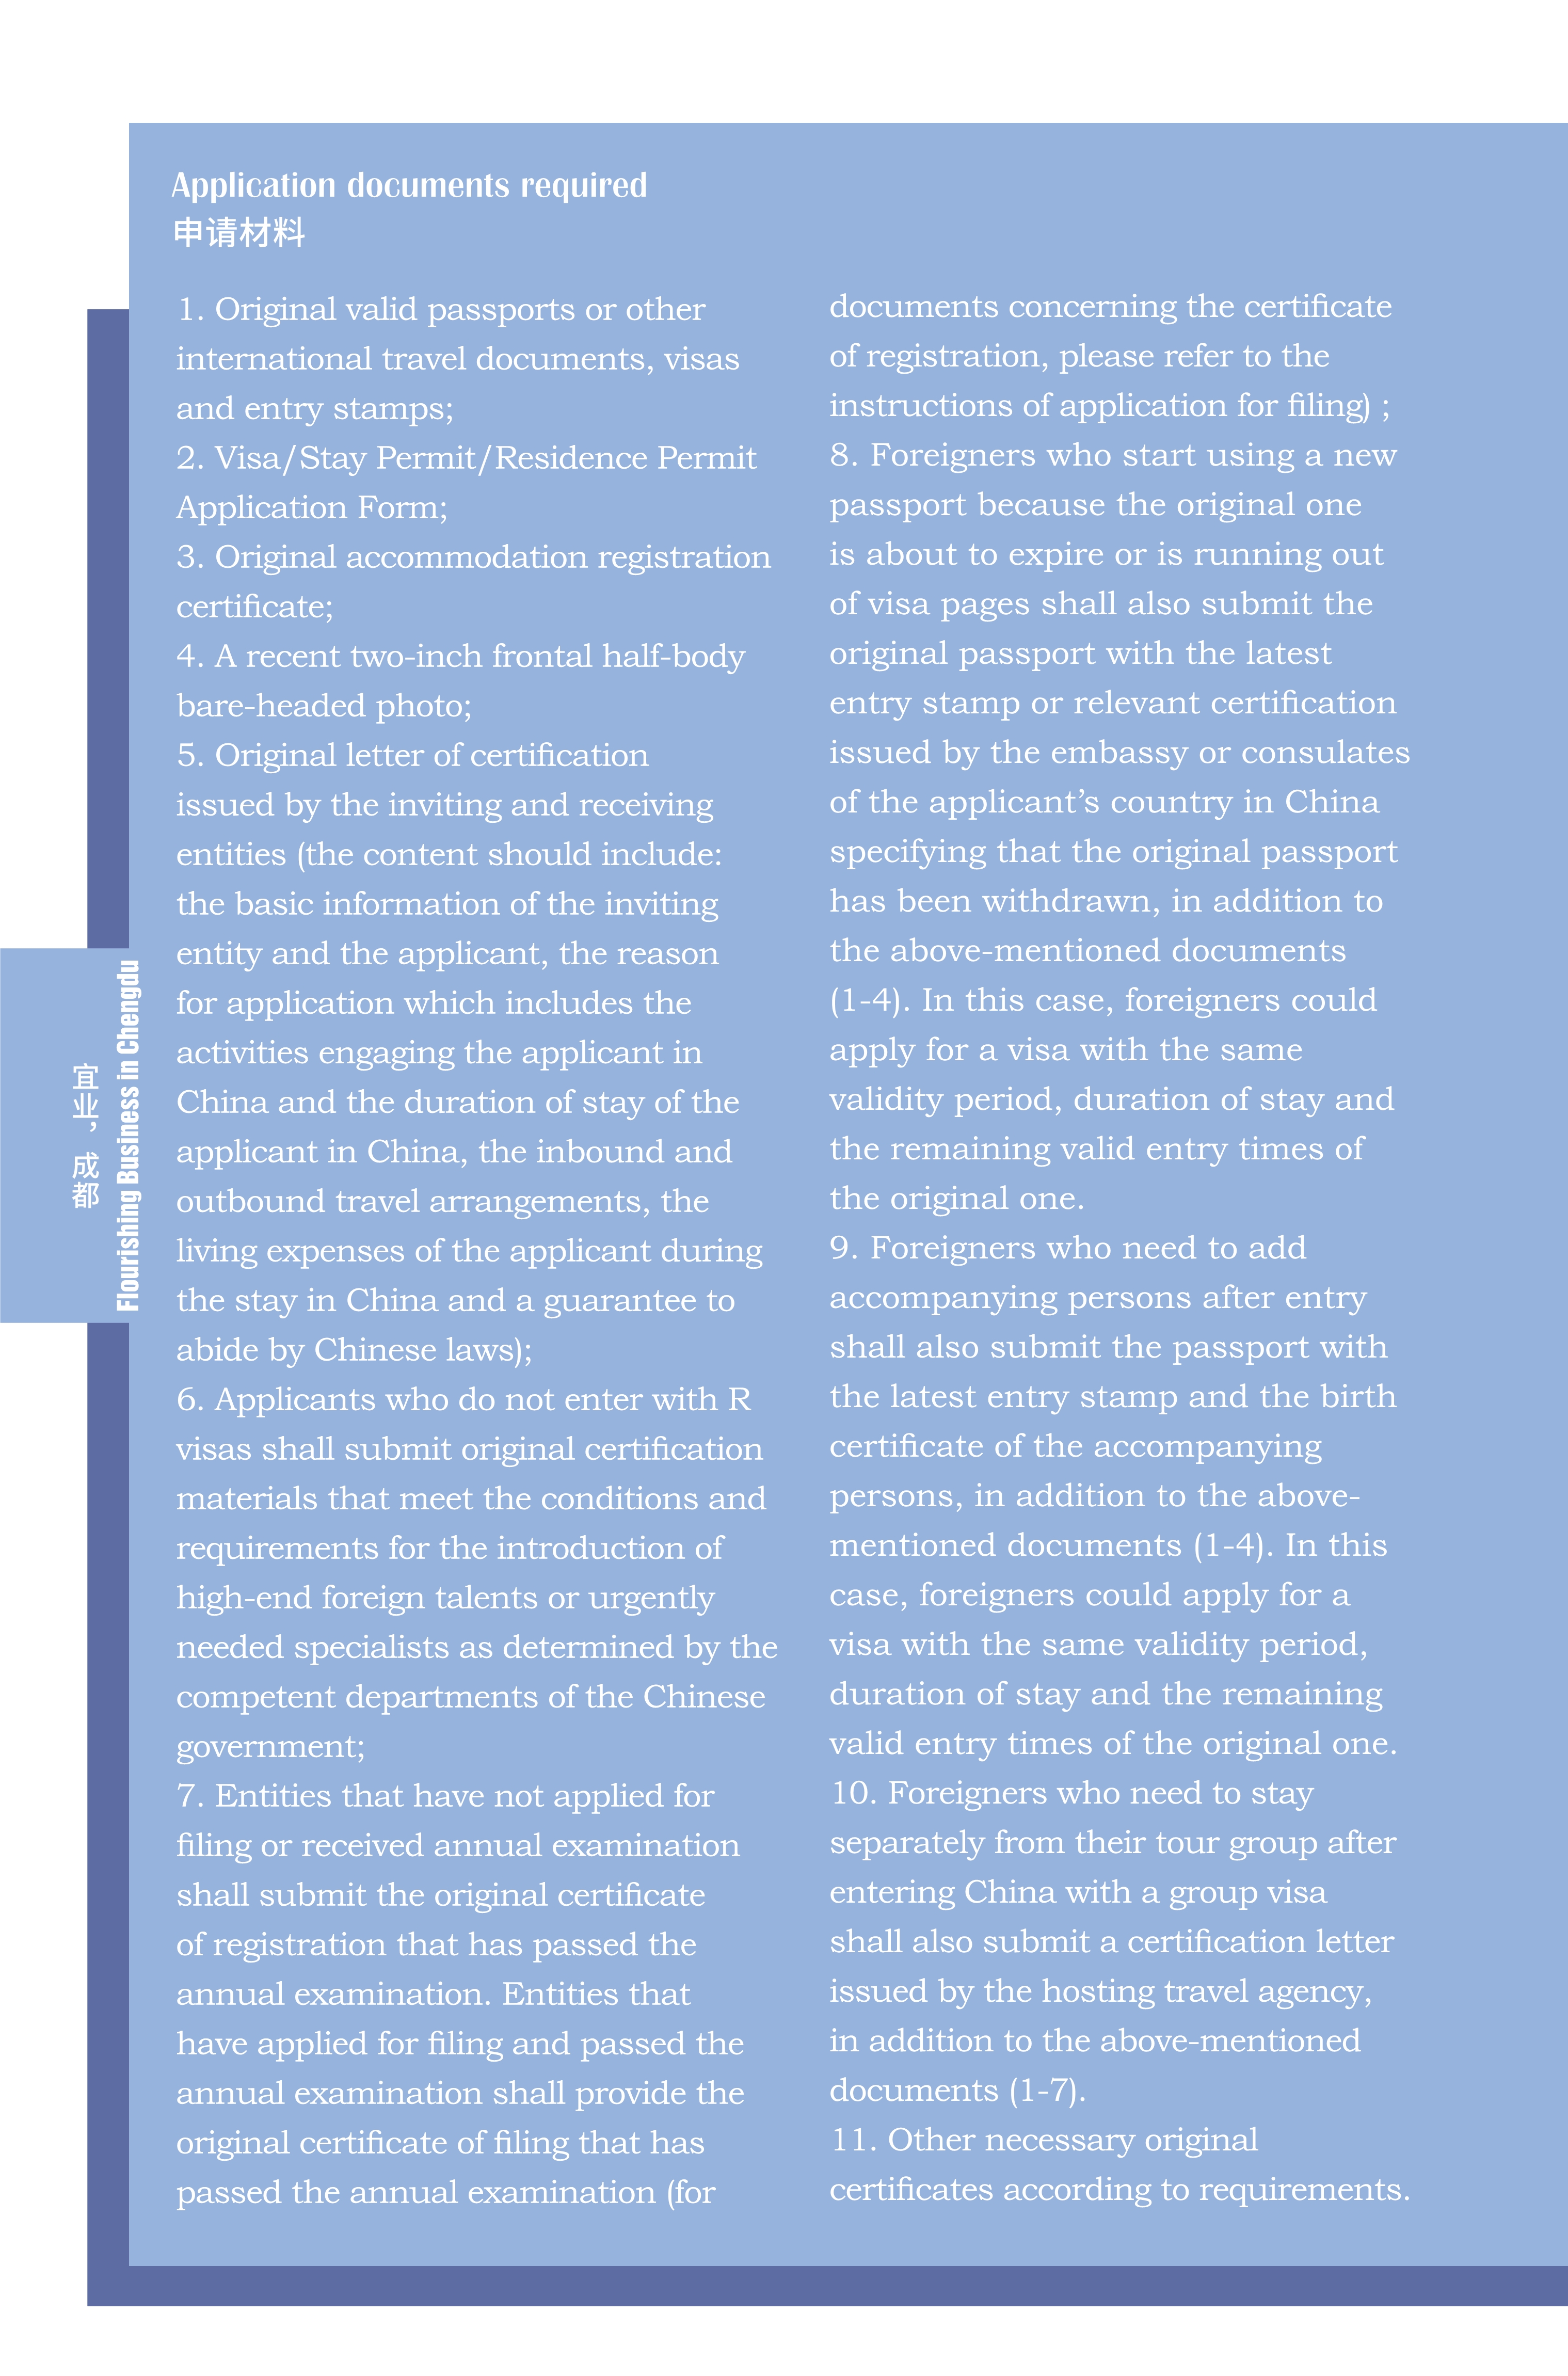 Application documents required
申请材料
1. Original valid passports or other
international travel documents, visas
and entry stamps;
2. Visa/Stay Permit/Residence Permit
Application Form;
3. Original accommodation registration
certificate;
4. A recent two-inch frontal half-body
bare-headed photo;
5. Original letter of certification
issued by the inviting and receiving
entities (the content should include:
the basic information of the inviting
entity and the applicant, the reason
for application which includes the
activities engaging the applicant in
China and the duration of stay of the
applicant in China, the inbound and
outbound travel arrangements, the
living expenses of the applicant during
the stay in China and a guarantee to
abide by Chinese laws);
6. Applicants who do not enter with R
visas shall submit original certification
materials that meet the conditions and
requirements for the introduction of
high-end foreign talents or urgently
needed specialists as determined by the
competent departments of the Chinese
government;
7. Entities that have not applied for
filing or received annual examination
shall submit the original certificate
of registration that has passed the
annual examination. Entities that
have applied for filing and passed the
annual examination shall provide the
original certificate of filing that has
passed the annual examination (for
documents concerning the certificate
of registration, please refer to the
instructions of application for filing) ;
8. Foreigners who start using a new
passport because the original one
is about to expire or is running out
of visa pages shall also submit the
original passport with the latest
entry stamp or relevant certification
issued by the embassy or consulates
of the applicant’s country in China
specifying that the original passport
has been withdrawn, in addition to
the above-mentioned documents
(1-4). In this case, foreigners could
apply for a visa with the same
validity period, duration of stay and
the remaining valid entry times of
the original one.
9. Foreigners who need to add
accompanying persons after entry
shall also submit the passport with
the latest entry stamp and the birth
certificate of the accompanying
persons, in addition to the above-
mentioned documents (1-4). In this
case, foreigners could apply for a
visa with the same validity period,
duration of stay and the remaining
valid entry times of the original one.
10. Foreigners who need to stay
separately from their tour group after
entering China with a group visa
shall also submit a certification letter
issued by the hosting travel agency,
in addition to the above-mentioned
documents (1-7).
11. Other necessary original
certificates according to requirements.
宜业，成都
Flourishing Business in Chengdu